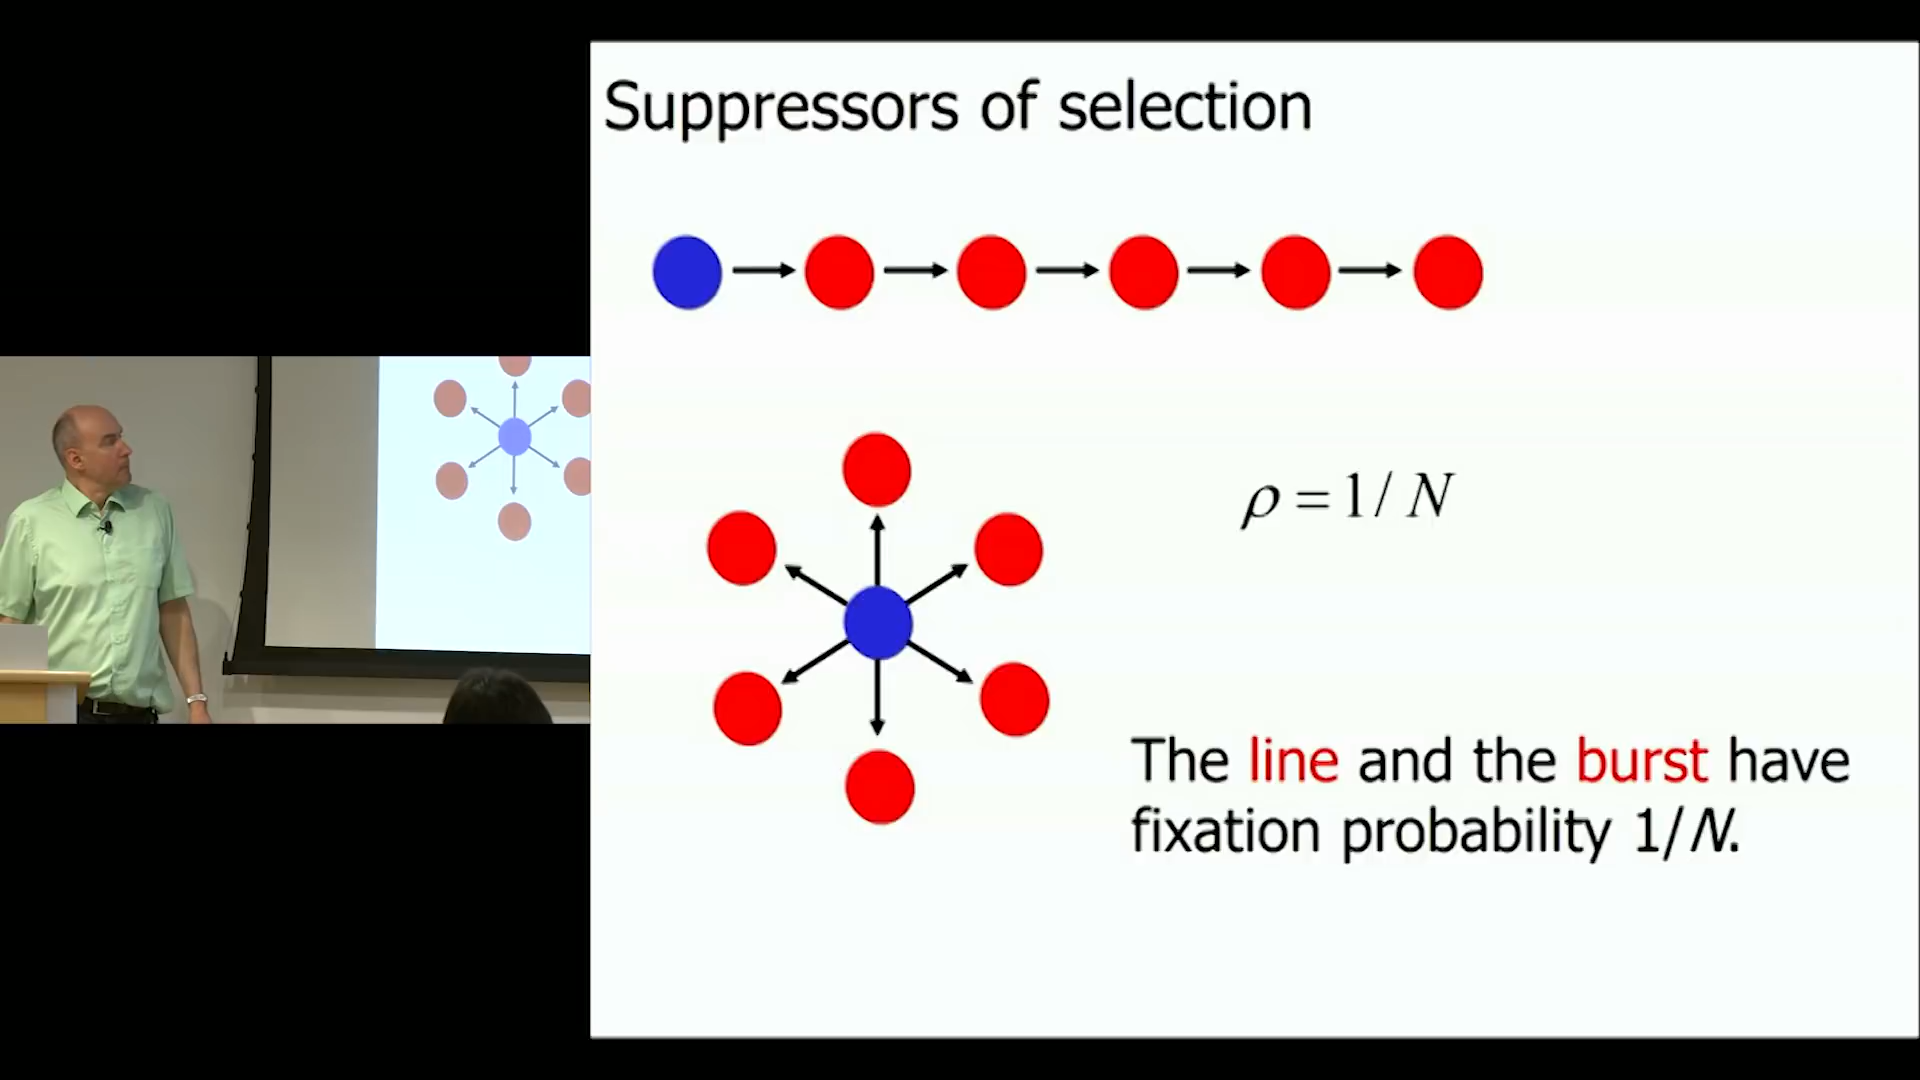 Suppressors of selection
ρ = 1/ N
The line and the burst have
fixation probability 1/N.